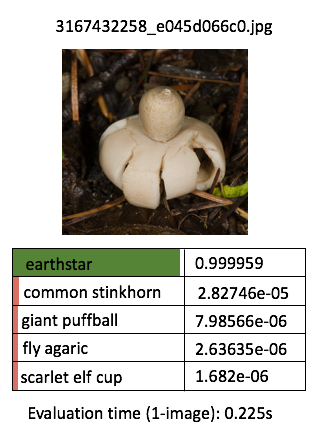 3167432258_e045d066c0.jpg
earthstar 0.999959
common stinkhorn 2.82746e-05
giant puffball 7.98566e-06
fly agaric 2.63635e-06
scarlet elf cup 1.682e-06
Evaluation time (1-image): 0.225s